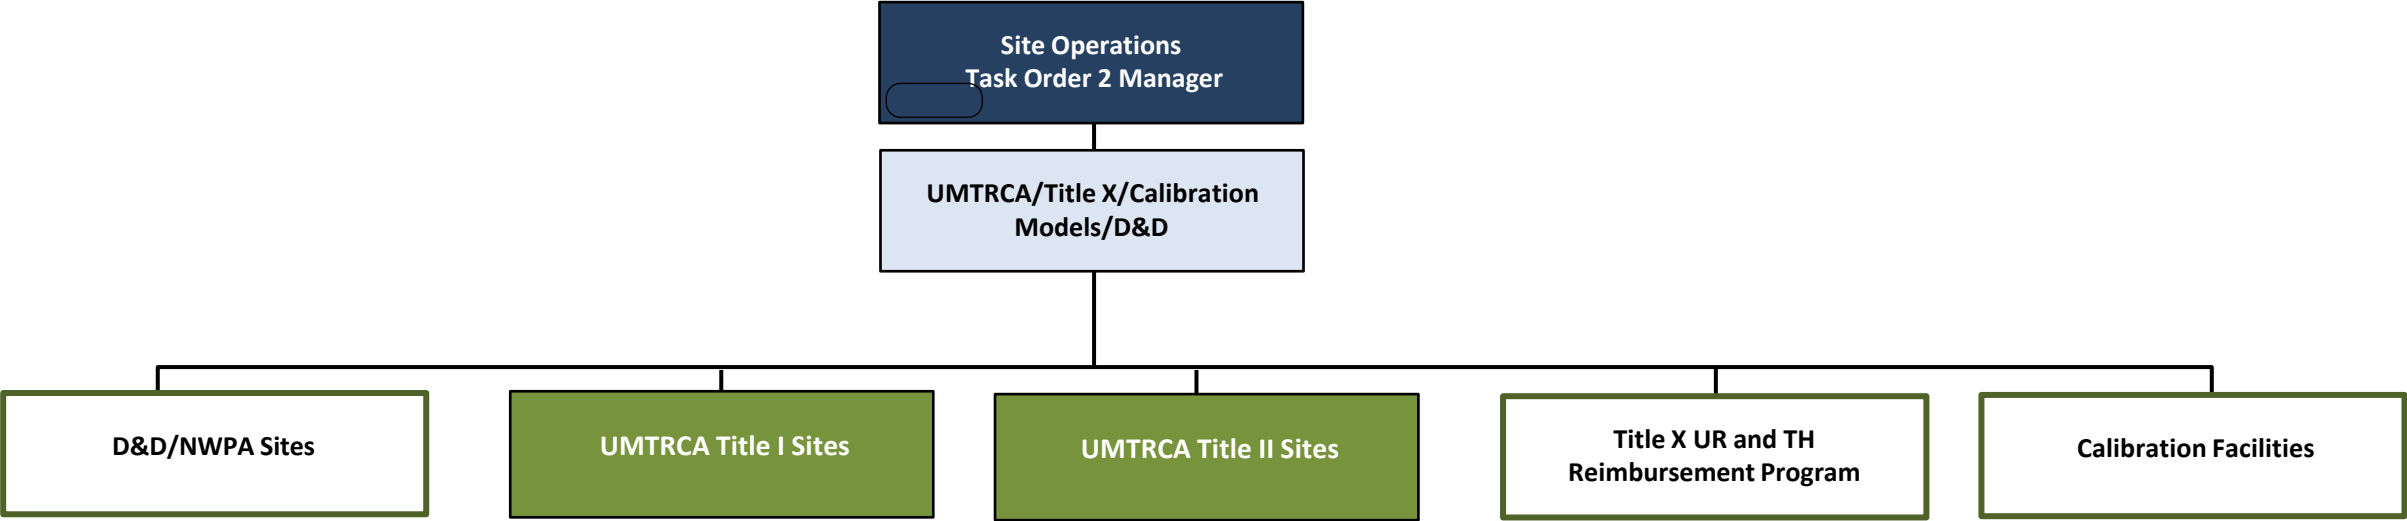 Site Operations
Task Order 2 Manager
UMTRCA/Title X/Calibration
Models/D&D
D&D/NWPA Sites
UMTRCA Title I Sites
UMTRCA Title II Sites
Title X UR and TH
Reimbursement Program
Calibration Facilities